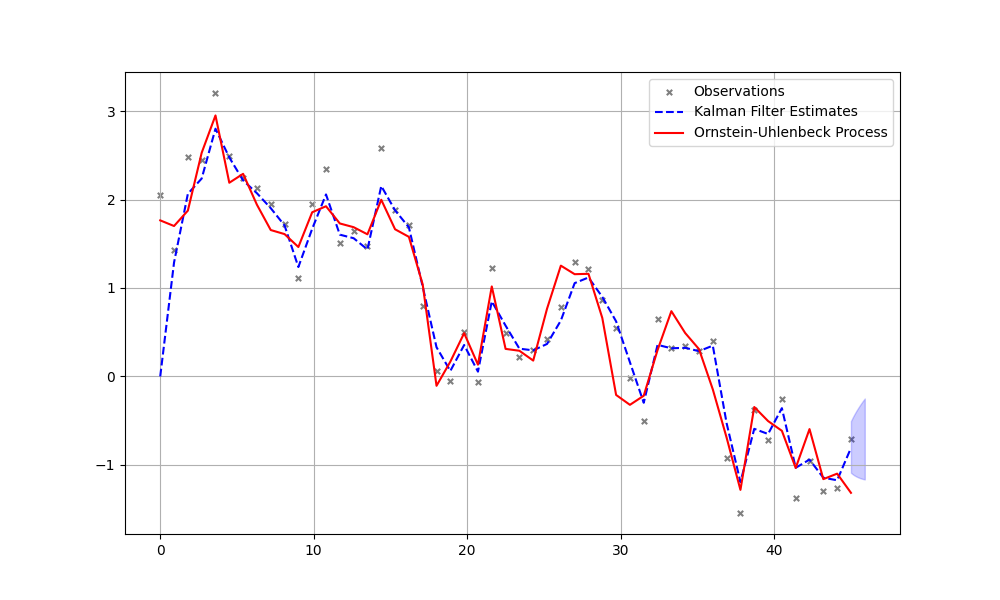 Observations
Kalman Filter Estimates
Ornstein-Uhlenbeck Process
3
2
1
0
−1
0 10 20 30 40